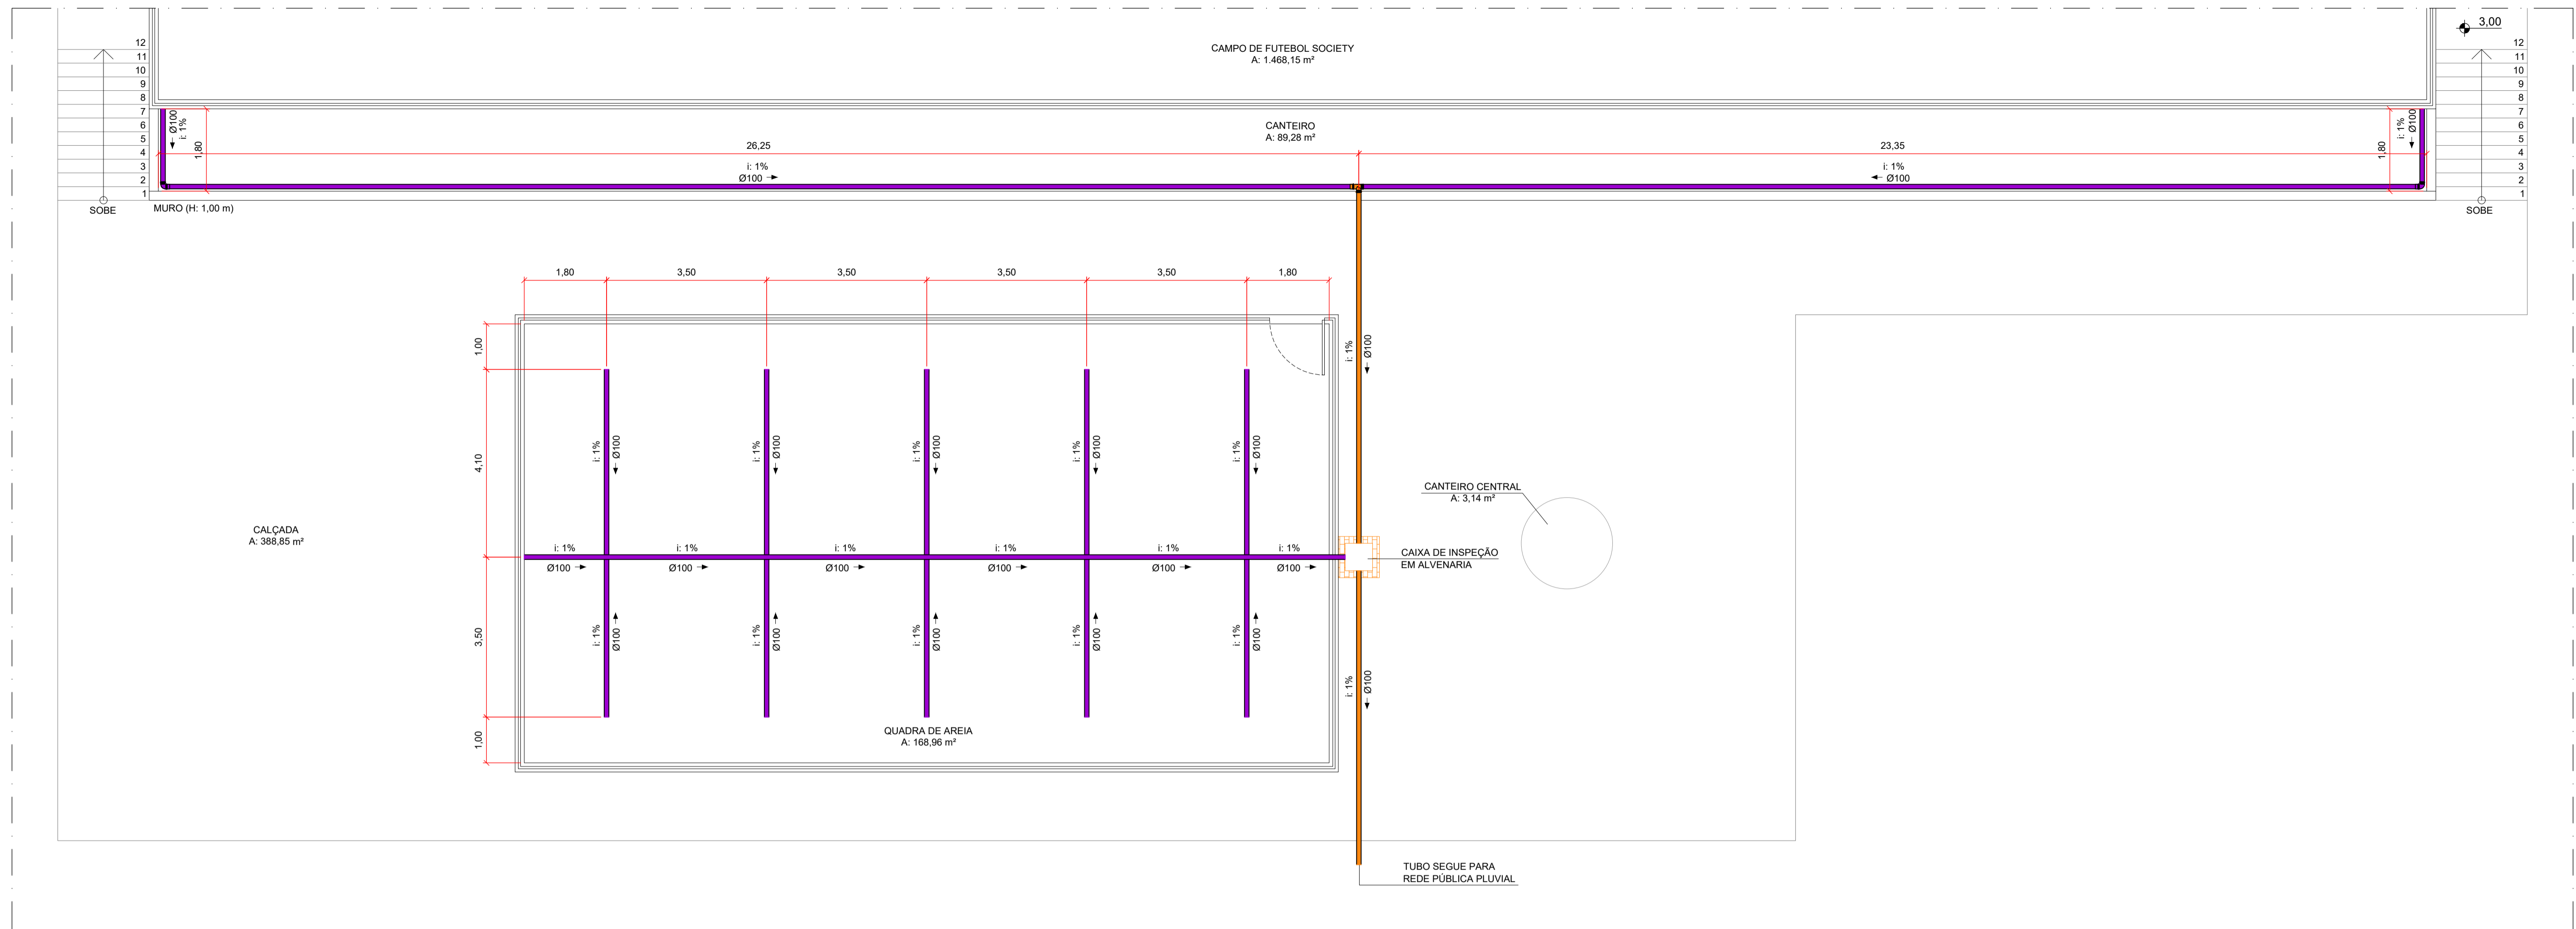 CAMPO DE FUTEBOL SOCIETY
A: 1.468,15 m²
3,00
12
11
10
9
8
7
6
5
4
3
2
1
SOBE
12
11
10
9
8
7
6
5
4
3
2
1
SOBE
Ø100
i: 1%
1,80
CANTEIRO
A: 89,28 m²
26,25
23,35
i: 1%
Ø100
i: 1%
Ø100
1,80
i: 1%
Ø100
MURO (H: 1,00 m)
1,80
3,50
3,50
3,50
3,50
1,80
1,00
4,10
3,50
1,00
i: 1%
Ø100
i: 1%
Ø100
i: 1%
Ø100
i: 1%
Ø100
i: 1%
Ø100
i: 1%
Ø100
CALÇADA
A: 388,85 m²
i: 1%
i: 1%
i: 1%
i: 1%
i: 1%
i: 1%
Ø100
Ø100
Ø100
Ø100
Ø100
Ø100
i: 1%
Ø100
i: 1%
Ø100
i: 1%
Ø100
i: 1%
Ø100
i: 1%
Ø100
i: 1%
Ø100
QUADRA DE AREIA
A: 168,96 m²
CANTEIRO CENTRAL
A: 3,14 m²
CAIXA DE INSPEÇÃO
EM ALVENARIA
TUBO SEGUE PARA
REDE PÚBLICA PLUVIAL